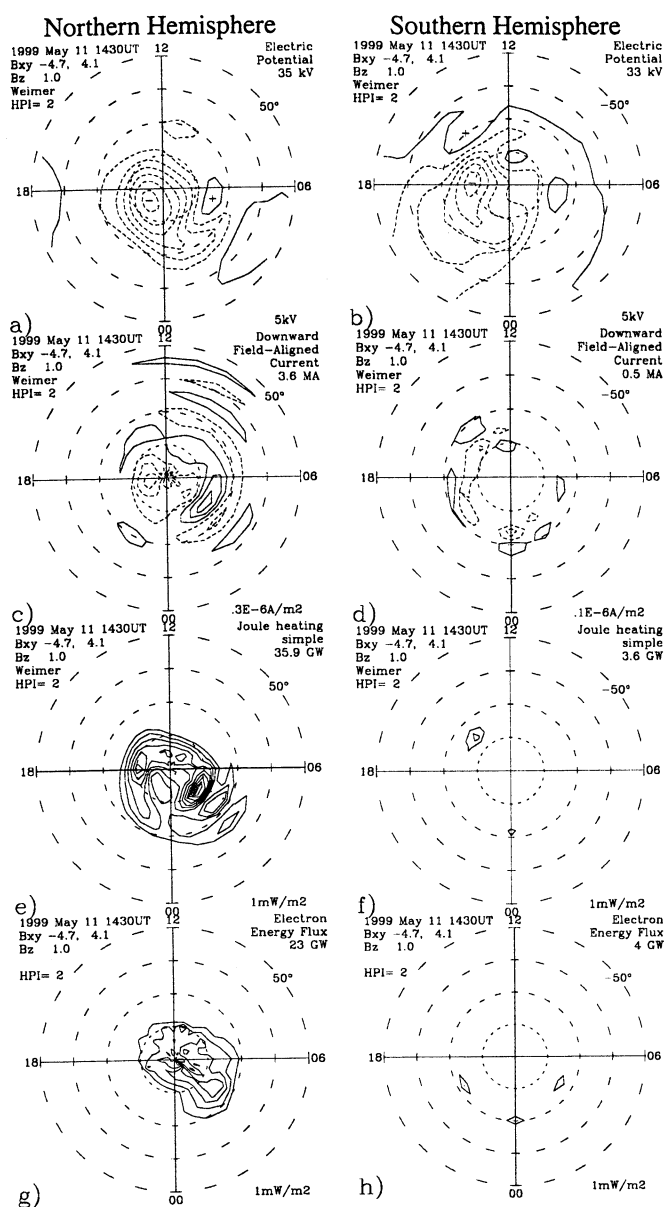 Northern Hemisphere
Southern Hemisphere
1999 May 11 1430UT
Bxy -4.7, 4.1
Bz 1.0
Weimer
HPI= 2
12
Electric
Potential
35 kV
50°
18
06
00
5kV
a)
1999 May 11 1430UT
Bxy -4.7, 4.1
Bz 1.0
Weimer
HPI= 2
12
Electric
Potential
33 kV
-50°
18
06
00
5kV
b)
1999 May 11 1430UT
Bxy -4.7, 4.1
Bz 1.0
Weimer
HPI= 2
12
Downward
Field-Aligned
Current
3.6 MA
50°
18
06
00
.3E-6A/m2
c)
1999 May 11 1430UT
Bxy -4.7, 4.1
Bz 1.0
Weimer
HPI= 2
12
Downward
Field-Aligned
Current
0.5 MA
-50°
18
06
00
.1E-6A/m2
d)
1999 May 11 1430UT
Bxy -4.7, 4.1
Bz 1.0
Weimer
HPI= 2
12
Joule heating
simple
35.9 GW
50°
18
06
00
1mW/m2
e)
1999 May 11 1430UT
Bxy -4.7, 4.1
Bz 1.0
Weimer
HPI= 2
12
Joule heating
simple
3.6 GW
-50°
18
06
00
1mW/m2
f)
1999 May 11 1430UT
Bxy -4.7, 4.1
Bz 1.0
HPI= 2
12
Electron
Energy Flux
23 GW
50°
18
06
00
1mW/m2
g)
1999 May 11 1430UT
Bxy -4.7, 4.1
Bz 1.0
HPI= 2
12
Electron
Energy Flux
4 GW
-50°
18
06
00
1mW/m2
h)